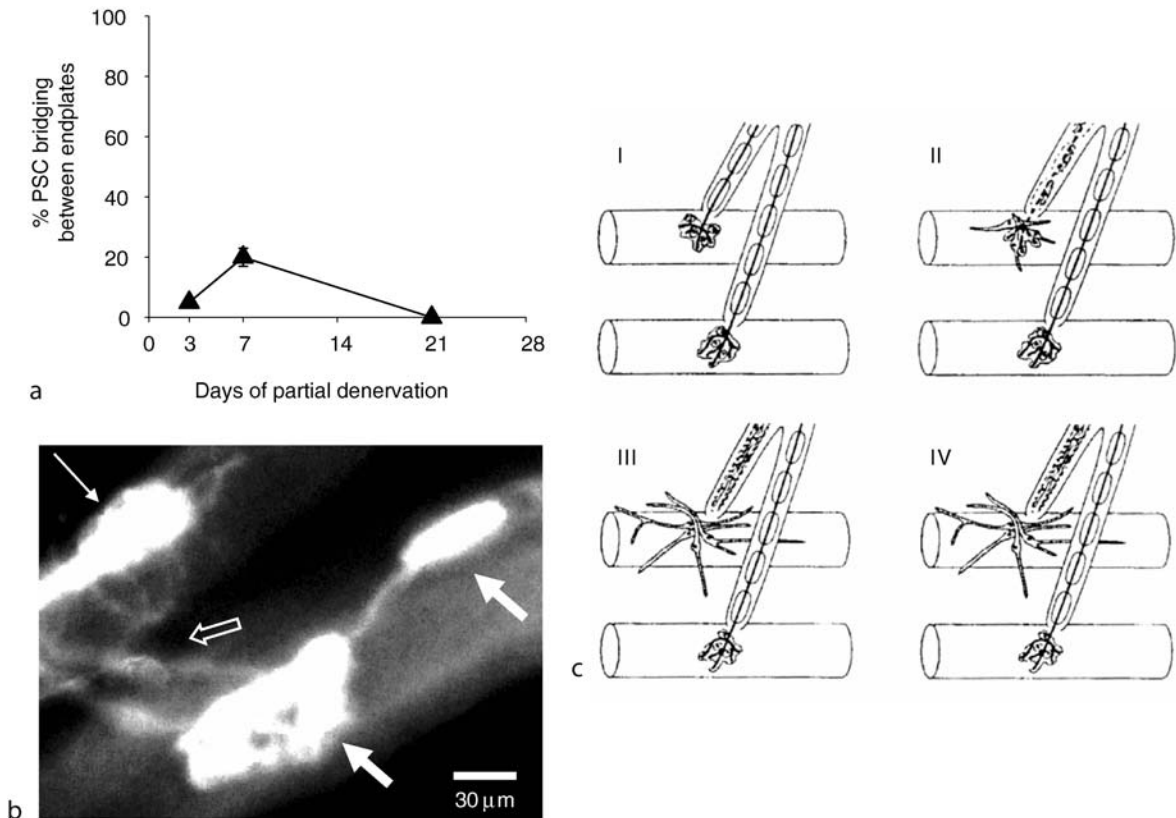 100
80
60
40
20
0
% PSC bridging
between endplates
0 3 7 14 21 28
Days of partial denervation
a
30 μm
b
I
II
III
IV
c